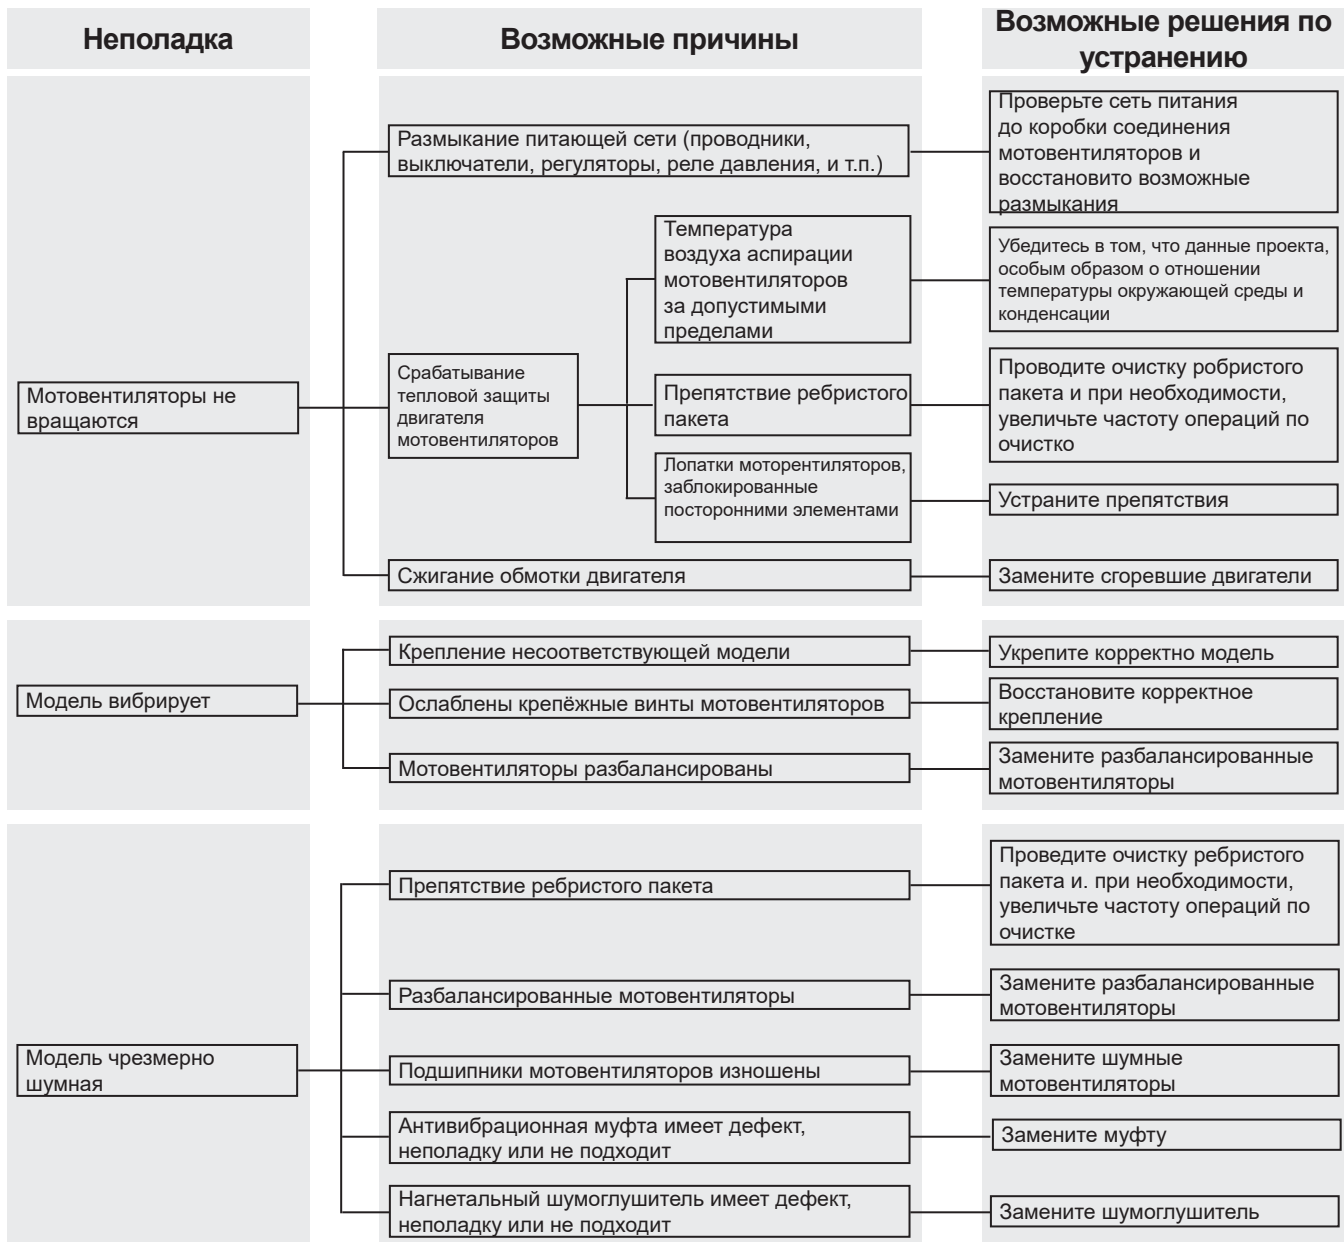 Неполадка
Возможные причины
Возможные решения по
устранению
Мотовентиляторы не
вращаются
Размыкание питающей сети (проводники,
выключатели, регуляторы, реле давления, и т.п.)
Проверьте сеть питания
до коробки соединения
мотовентиляторов и
восстановито возможные
размыкания
Срабатывание
тепловой защиты
двигателя
мотовентиляторов
Температура
воздуха аспирации
мотовентиляторов
за допустимыми
пределами
Убедитесь в том, что данные проекта,
особым образом о отношении
температуры окружающей среды и
конденсации
Препятствие ребристого
пакета
Проводите очистку робристого
пакета и при необходимости,
увеличьте частоту операций по
очистко
Лопатки моторентиляторов,
заблокированные
посторонними элементами
Устраните препятствия
Сжигание обмотки двигателя
Замените сгоревшие двигатели
Модель вибрирует
Крепление несоответствующей модели
Укрепите корректно модель
Ослаблены крепёжные винты мотовентиляторов
Восстановите корректное
крепление
Мотовентиляторы разбалансированы
Замените разбалансированные
мотовентиляторы
Модель чрезмерно
шумная
Препятствие ребристого пакета
Проведите очистку ребристого
пакета и. при необходимости,
увеличьте частоту операций по
очистке
Разбалансированные мотовентиляторы
Замените разбалансированные
мотовентиляторы
Подшипники мотовентиляторов изношены
Замените шумные
мотовентиляторы
Антивибрационная муфта имеет дефект,
неполадку или не подходит
Замените муфту
Нагнетальный шумоглушитель имеет дефект,
неполадку или не подходит
Замените шумоглушитель